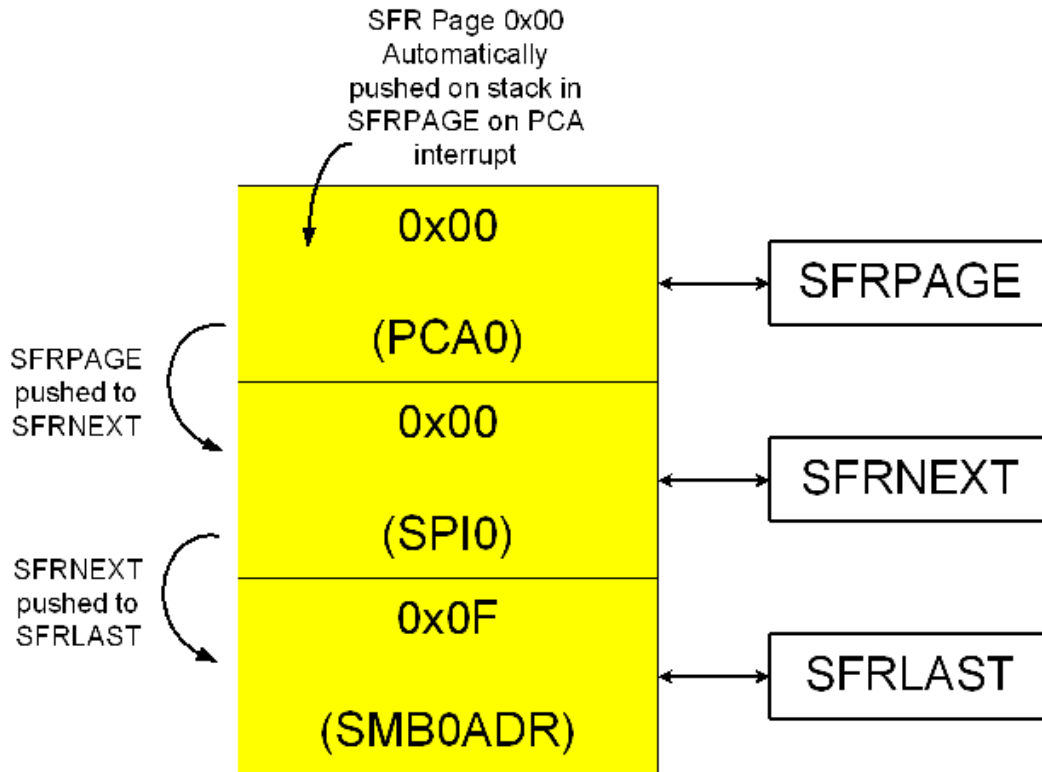 SFR Page 0x00
Automatically
pushed on stack in
SFRPAGE on PCA
interrupt
0x00
(PCA0)
SFRPAGE
SFRPAGE
pushed to
SFRNEXT
0x00
(SPI0)
SFRNEXT
SFRNEXT
pushed to
SFRLAST
0x0F
(SMB0ADR)
SFRLAST